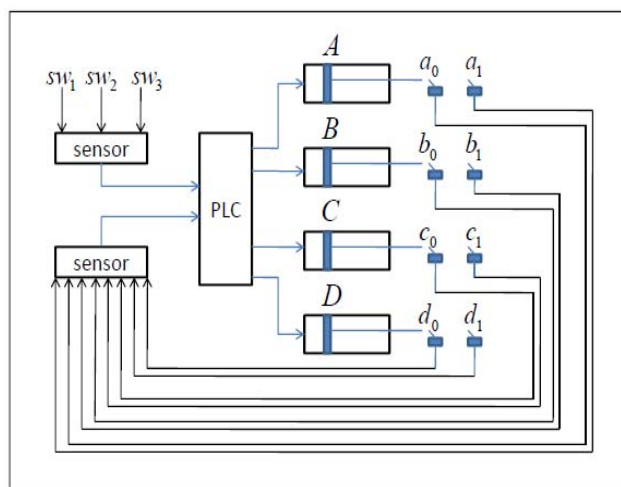 A
a₀ a₁
sw₁ sw₂ sw₃
B
sensor
b₀ b₁
PLC
C
c₀ c₁
sensor
D
d₀ d₁